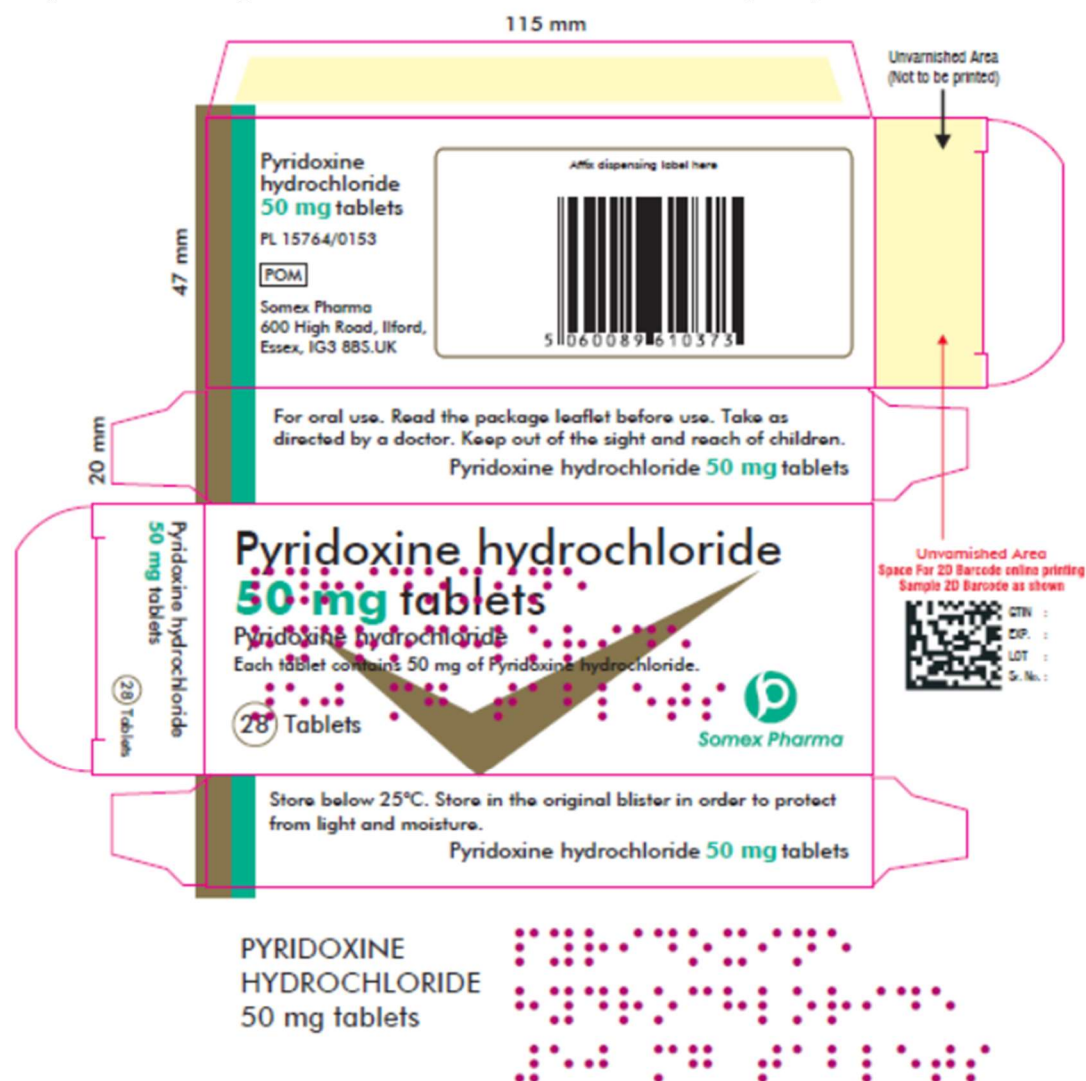 115 mm
Unvarnished Area
(Not to be printed)
47 mm
Pyridoxine
hydrochloride
50 mg tablets
PL 15764/0153
POM
Somex Pharma
600 High Road, Ilford,
Essex, IG3 8BS.UK
Affix dispensing label here
5 060089 610373
20 mm
For oral use. Read the package leaflet before use. Take as
directed by a doctor. Keep out of the sight and reach of children.
Pyridoxine hydrochloride 50 mg tablets
Pyridoxine hydrochloride
50 mg tablets
28 Tablets
Pyridoxine hydrochloride
50 mg tablets
Pyridoxine hydrochloride
Each tablet contains 50 mg of Pyridoxine hydrochloride.
28 Tablets
Somex Pharma
Unvarnished Area
Space For 2D Barcode online printing
Sample 2D Barcode as shown
GTIN :
EXP. :
LOT :
Sr. No. :
Store below 25°C. Store in the original blister in order to protect
from light and moisture.
Pyridoxine hydrochloride 50 mg tablets
PYRIDOXINE
HYDROCHLORIDE
50 mg tablets